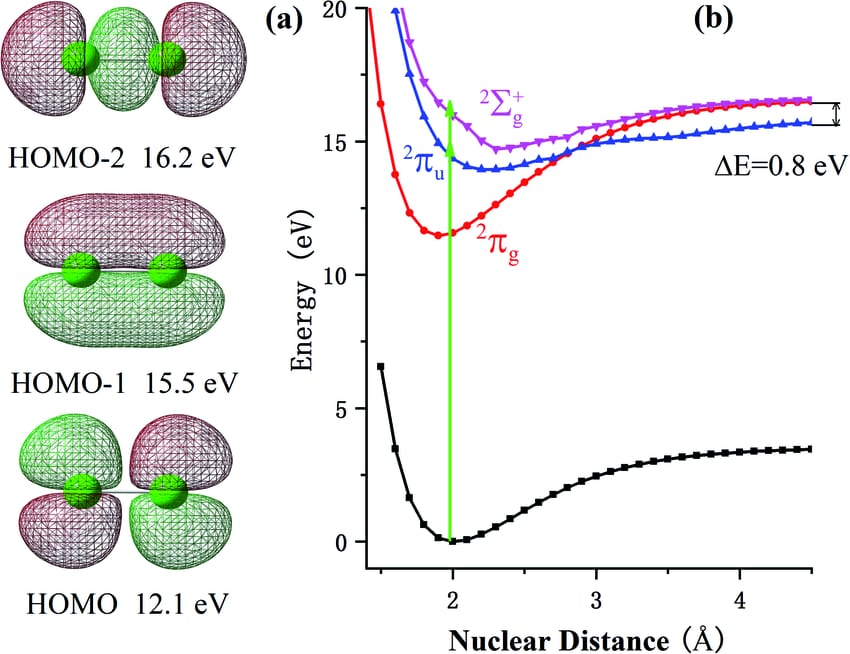 (a)
HOMO-2 16.2 eV
HOMO-1 15.5 eV
HOMO 12.1 eV
(b)
20
15
10
5
0
Energy (eV)
²Σg⁺
²πu
²πg
ΔE=0.8 eV
2
3
4
Nuclear Distance (Å)